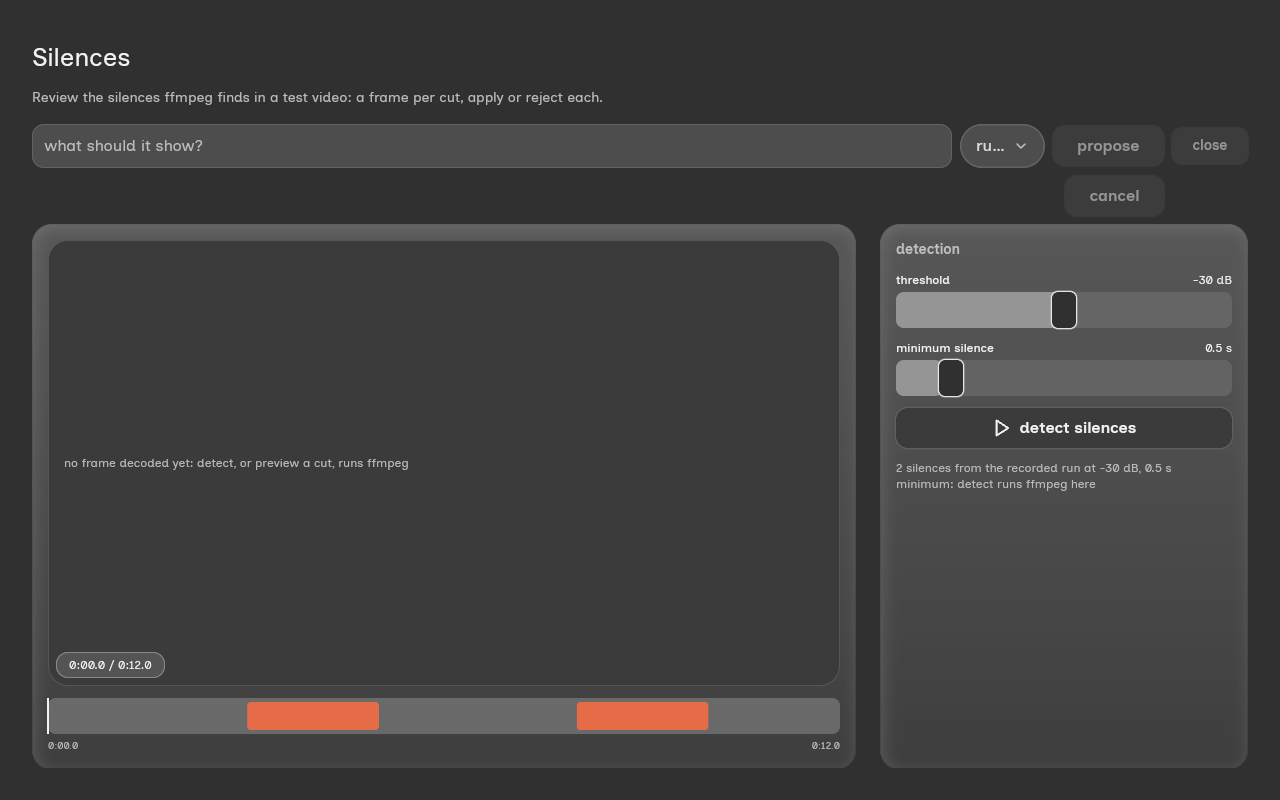 Silences
Review the silences ffmpeg finds in a test video: a frame per cut, apply or reject each.
what should it show?
ru...
propose
close
cancel
detection
threshold
-30 dB
minimum silence
0.5 s
detect silences
2 silences from the recorded run at -30 dB, 0.5 s
minimum: detect runs ffmpeg here
no frame decoded yet: detect, or preview a cut, runs ffmpeg
0:00.0 / 0:12.0
0:00.0
0:12.0